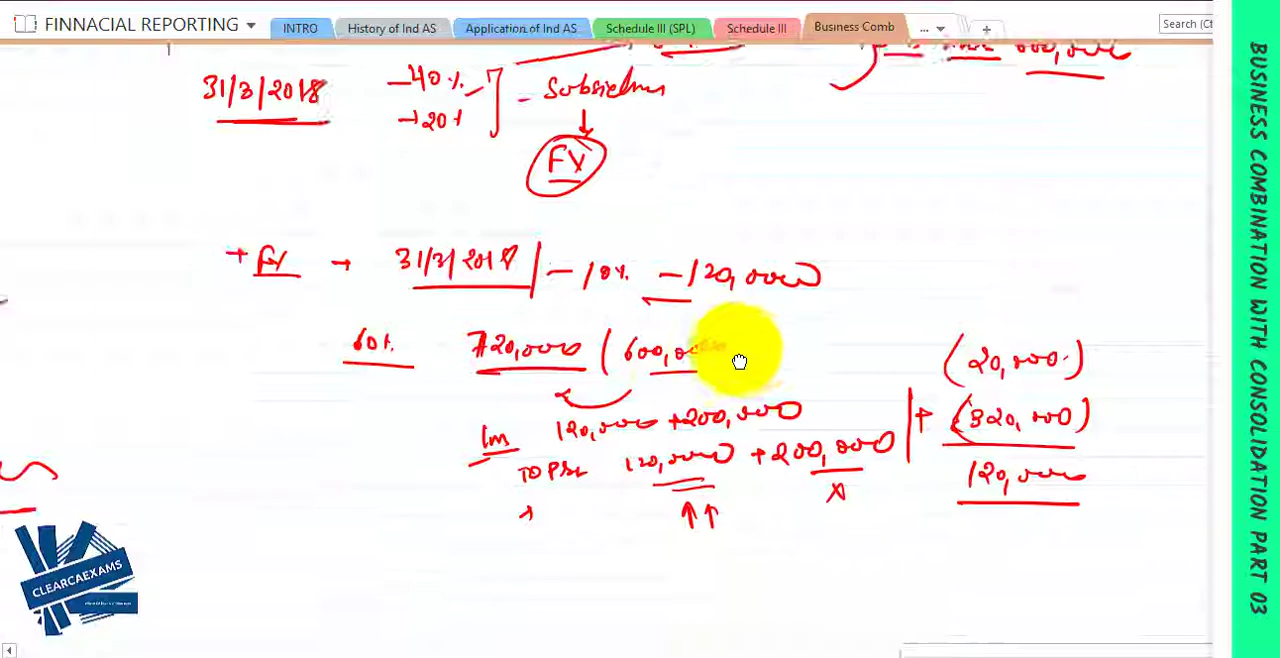 FINNACIAL REPORTING
INTRO
History of Ind AS
Application of Ind AS
Schedule III (SPL)
Schedule III
Business Comb
...
+
Search (Ct
31/3/2018
-40%
→20%
- Subsidiary
FV
→ FV → 31/3/2018 - 10% - 120,000
60% 720,000 (600,000
(20,000)
120,000 + 200,000
+ (320,000)
120,000 + 200,000
120,000
x
CLEARCAEXAMS
BUSINESS COMBINATION WITH CONSOLIDATION PART 03